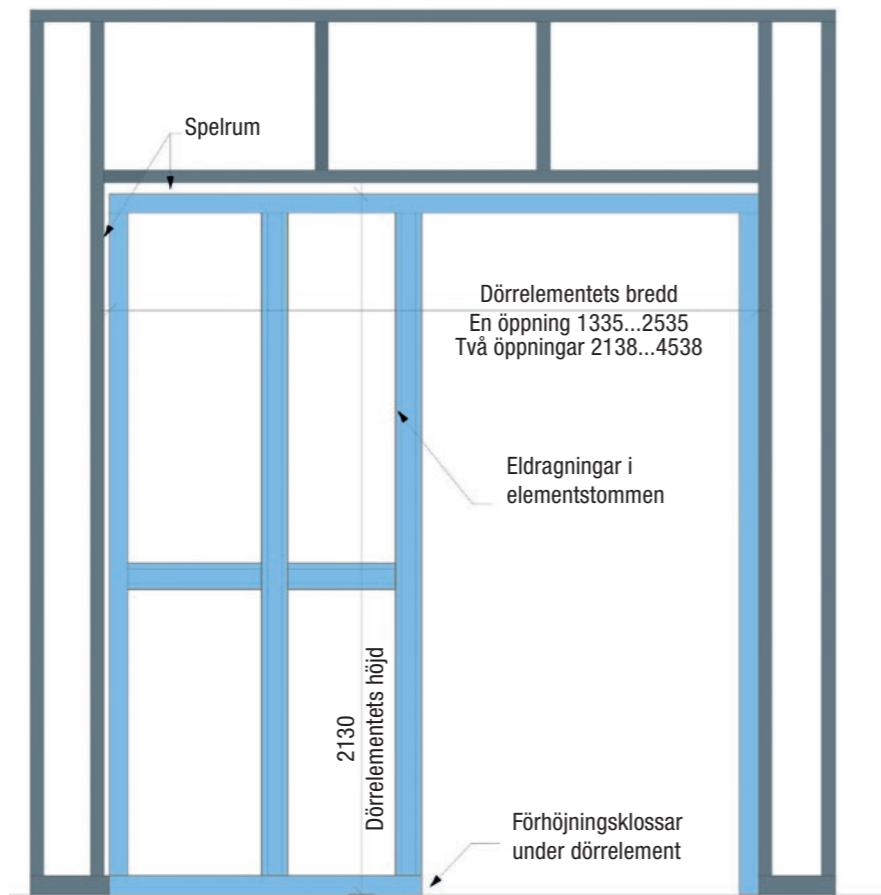 Spelrum
Dörrelementets bredd
En öppning 1335...2535
Två öppningar 2138...4538
Eldragningar i
elementstommen
2130
Dörrelementets höjd
Förhöjningsklossar
under dörrelement